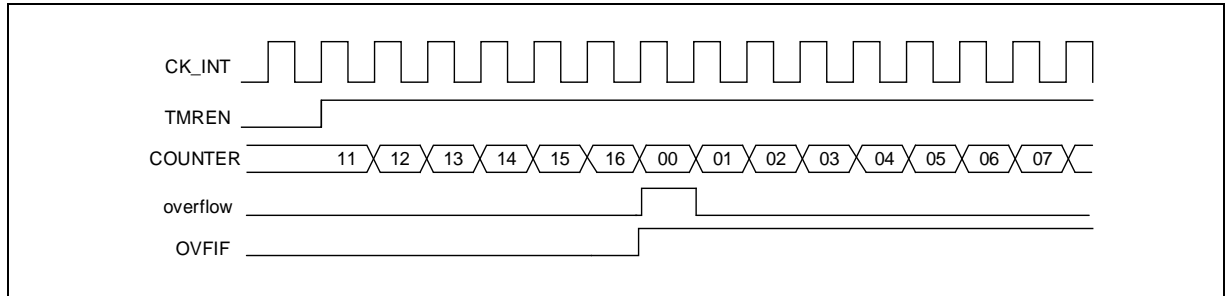 CK_INT
TMREN
COUNTER 11 12 13 14 15 16 00 01 02 03 04 05 06 07
overflow
OVFIF